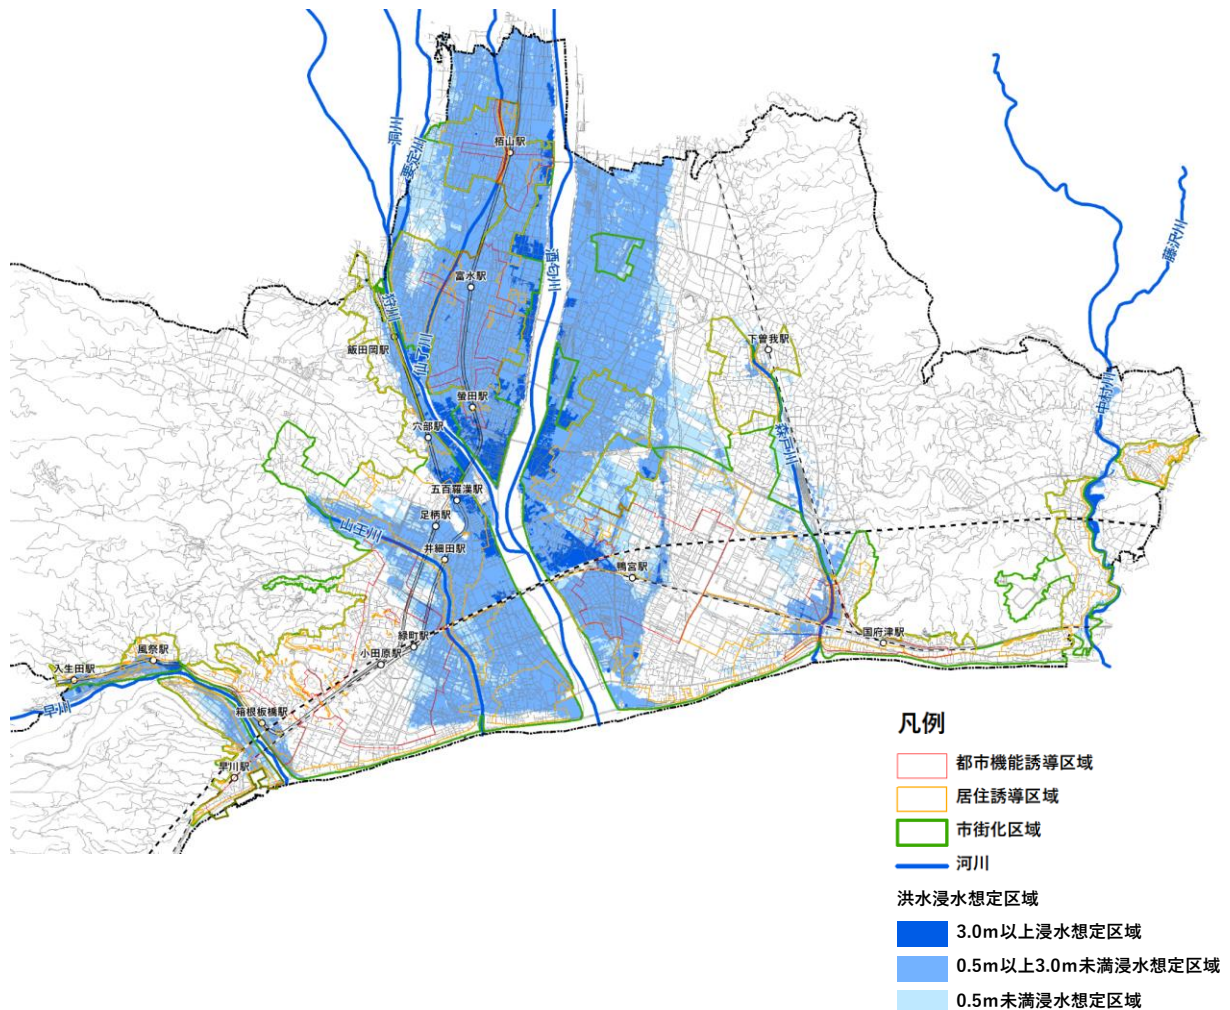 洞川
要定川
栢山駅
藤沢川
酒匂川
富水駅
狩川
仙了川
飯田岡駅
下曽我駅
中村川
螢田駅
穴部駅
森戸川
五百羅漢駅
足柄駅
山王川
井細田駅
鴨宮駅
緑町駅
国府津駅
小田原駅
風祭駅
入生田駅
早川
箱根板橋駅
早川駅
凡例
都市機能誘導区域
居住誘導区域
市街化区域
河川
洪水浸水想定区域
3.0m以上浸水想定区域
0.5m以上3.0m未満浸水想定区域
0.5m未満浸水想定区域